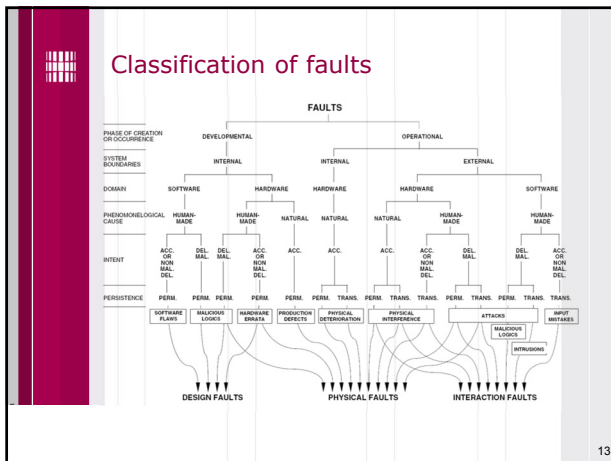 Classification of faults
FAULTS
PHASE OF CREATION
OR OCCURRENCE
DEVELOPMENTAL
OPERATIONAL
SYSTEM
BOUNDARIES
INTERNAL
INTERNAL
EXTERNAL
DOMAIN
SOFTWARE
HARDWARE
HARDWARE
HARDWARE
SOFTWARE
PHENOMONELOGICAL
CAUSE
HUMAN-
MADE
HUMAN-
MADE
NATURAL
NATURAL
NATURAL
HUMAN-
MADE
HUMAN-
MADE
INTENT
ACC.
OR
NON
MAL.
DEL.
DEL.
MAL.
DEL.
MAL.
ACC.
OR
NON
MAL.
DEL.
ACC.
ACC.
ACC.
ACC.
OR
NON
MAL.
DEL.
DEL.
MAL.
DEL.
MAL.
ACC.
OR
NON
MAL.
DEL.
PERSISTENCE
PERM.
PERM.
PERM.
PERM.
PERM.
PERM.
TRANS.
PERM.
TRANS.
TRANS.
PERM.
TRANS.
PERM.
TRANS.
TRANS.
SOFTWARE
FLAWS
MALICIOUS
LOGICS
HARDWARE
ERRATA
PRODUCTION
DEFECTS
PHYSICAL
DETERIORATION
PHYSICAL
INTERFERENCE
ATTACKS
MALICIOUS
LOGICS
INTRUSIONS
INPUT
MISTAKES
DESIGN FAULTS
PHYSICAL FAULTS
INTERACTION FAULTS
13